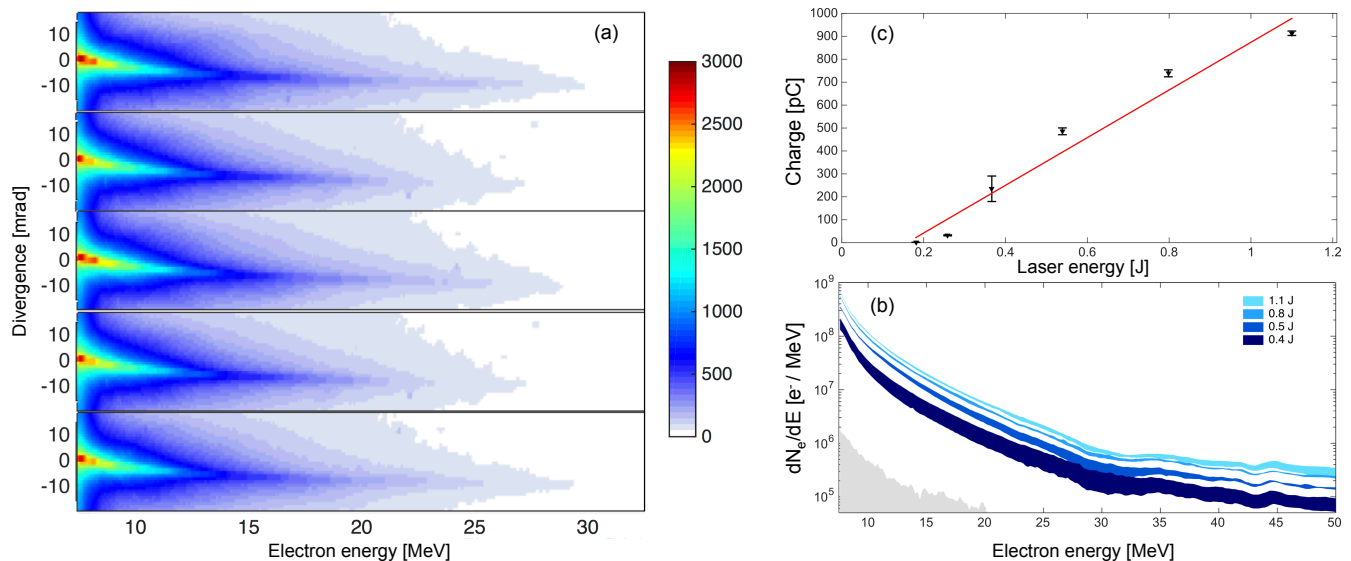 (a)
10
0
-10
10
0
-10
10
0
-10
10
0
-10
10
0
-10
Divergence [mrad]
10 15 20 25 30
Electron energy [MeV]
3000
2500
2000
1500
1000
500
0
(c)
1000
900
800
700
600
500
400
300
200
100
0
Charge [pC]
0 0.2 0.4 0.6 0.8 1 1.2
Laser energy [J]
(b)
10⁹
10⁸
10⁷
10⁶
10⁵
dNₑ/dE [e⁻ / MeV]
1.1 J
0.8 J
0.5 J
0.4 J
10 15 20 25 30 35 40 45 50
Electron energy [MeV]